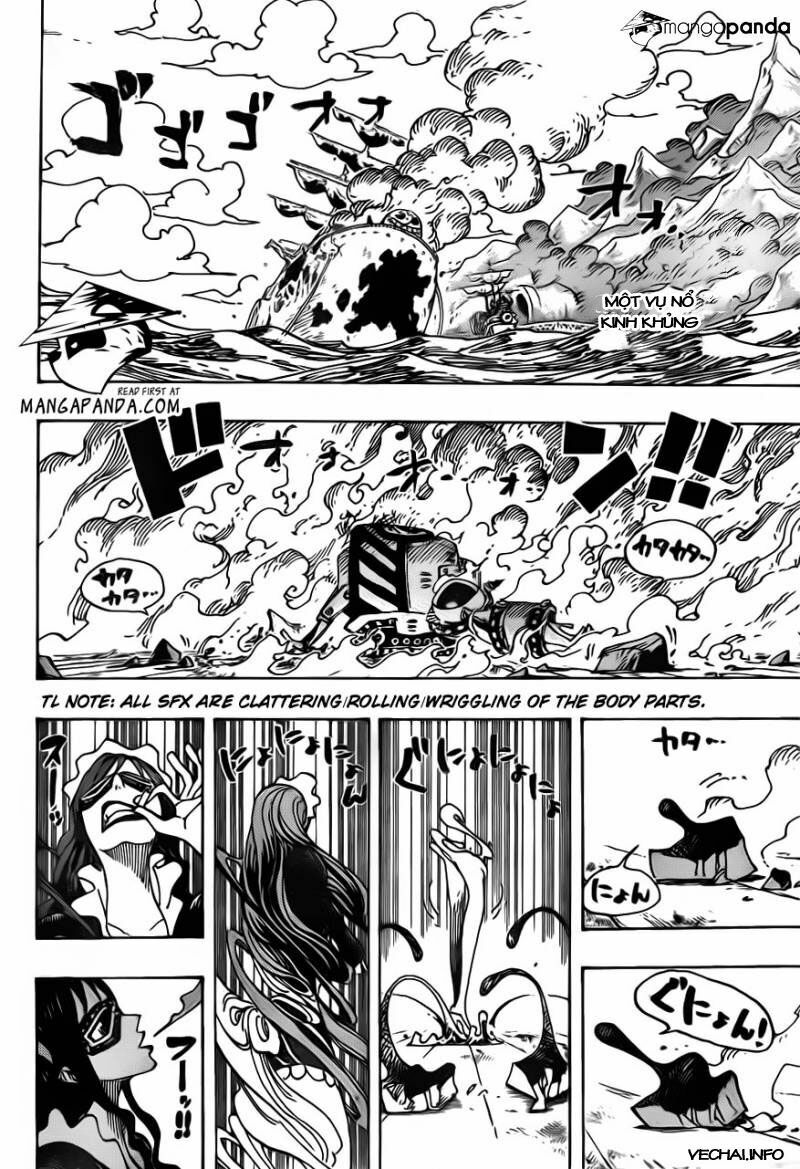 mangapanda
ゴゴゴ
オオ
オオ..
MỘT VỤ NỔ
KINH KHỦNG
READ FIRST AT
MANGAPANDA.COM
ドオオオオン!!
カタカタ…
カタ
カタ…
TL NOTE: ALL SFX ARE CLATTERING/ROLLING/WRIGGLING OF THE BODY PARTS.
カタ…
にょん
ぐにょん!
ぐにょにょにょ
にょにょにょん
スーッ
フーッ!!
VECHAI.INFO